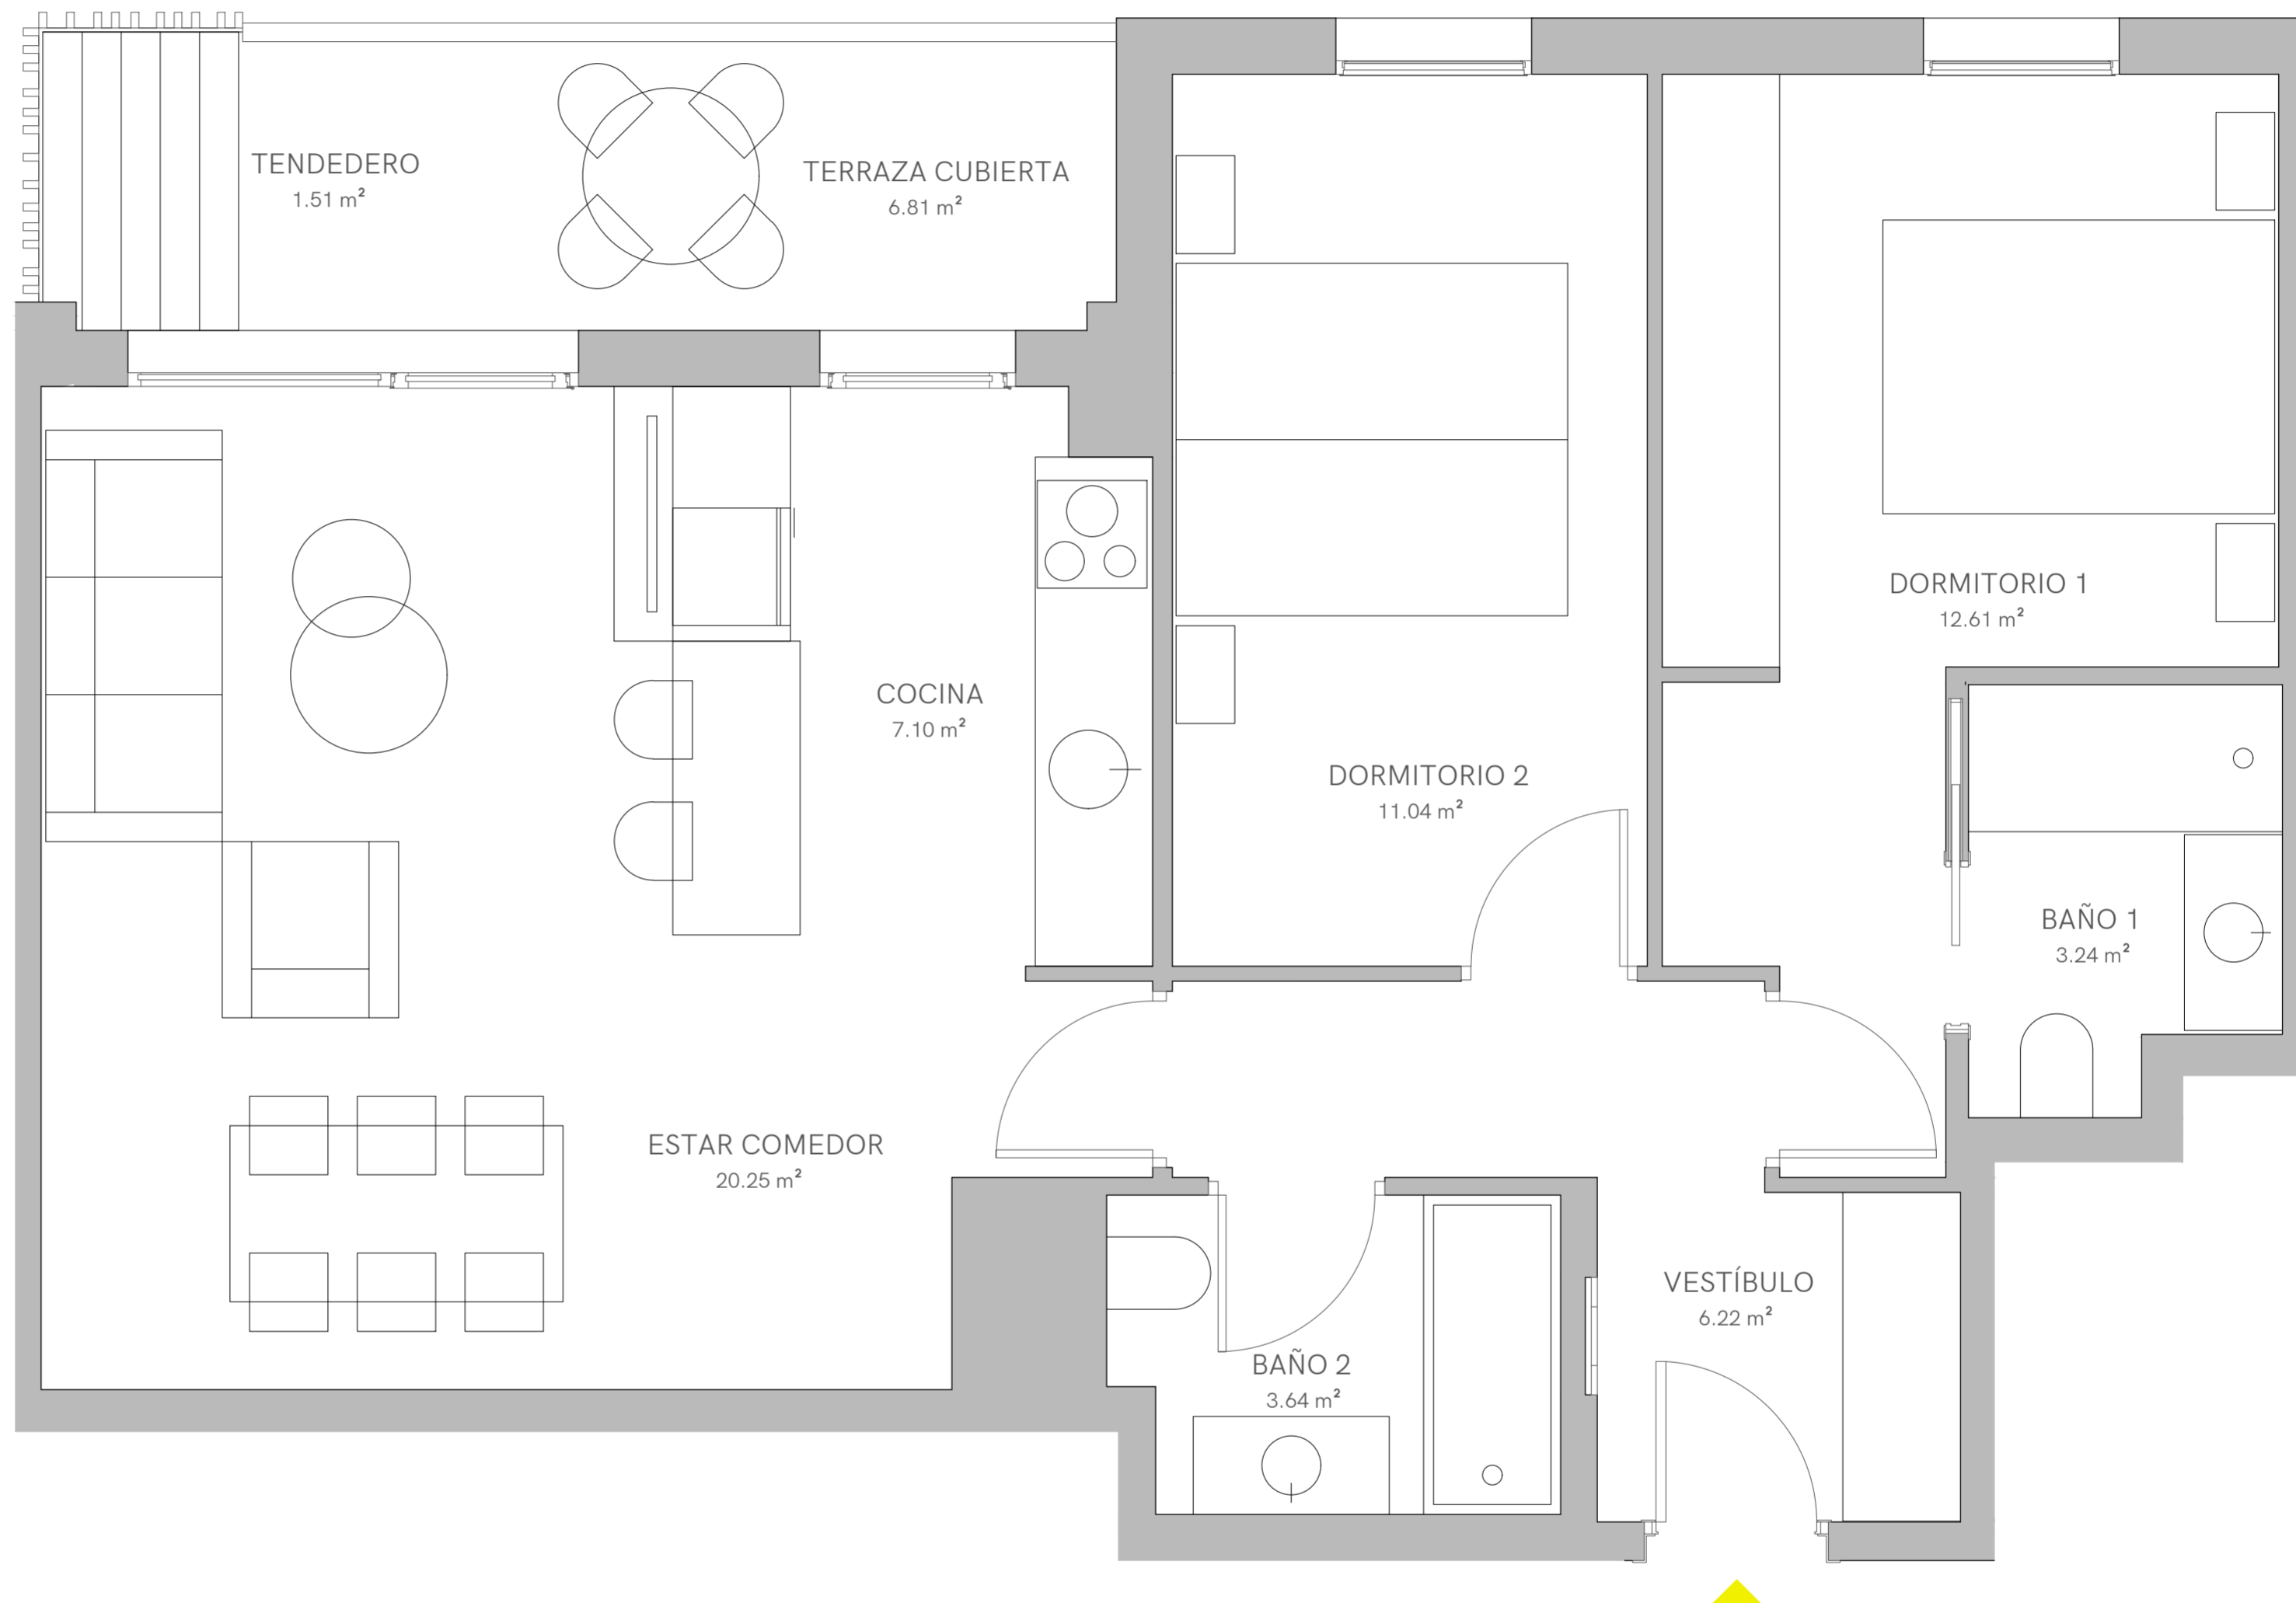 TENDEDERO
1.51 m²
TERRAZA CUBIERTA
6.81 m²
DORMITORIO 1
12.61 m²
COCINA
7.10 m²
DORMITORIO 2
11.04 m²
BAÑO 1
3.24 m²
ESTAR COMEDOR
20.25 m²
VESTÍBULO
6.22 m²
BAÑO 2
3.64 m²